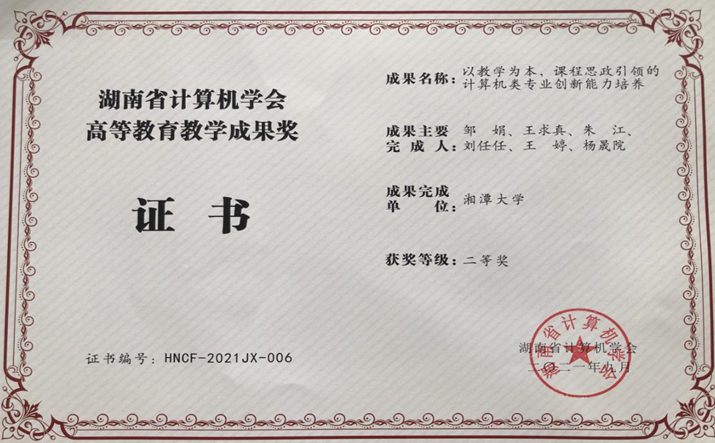 湖南省计算机学会
高等教育教学成果奖
证书
证书编号：HNCF-2021JX-006
成果名称：以教学为本、课程思政引领的
计算机类专业创新能力培养
成果主要
完成人：邹 娟、王求真、朱 江、
刘任任、王 婷、杨晟院
成果完成
单位：湘潭大学
获奖等级：二等奖
湖南省计算机学会
二〇二一年九月
湖南省计算机学会